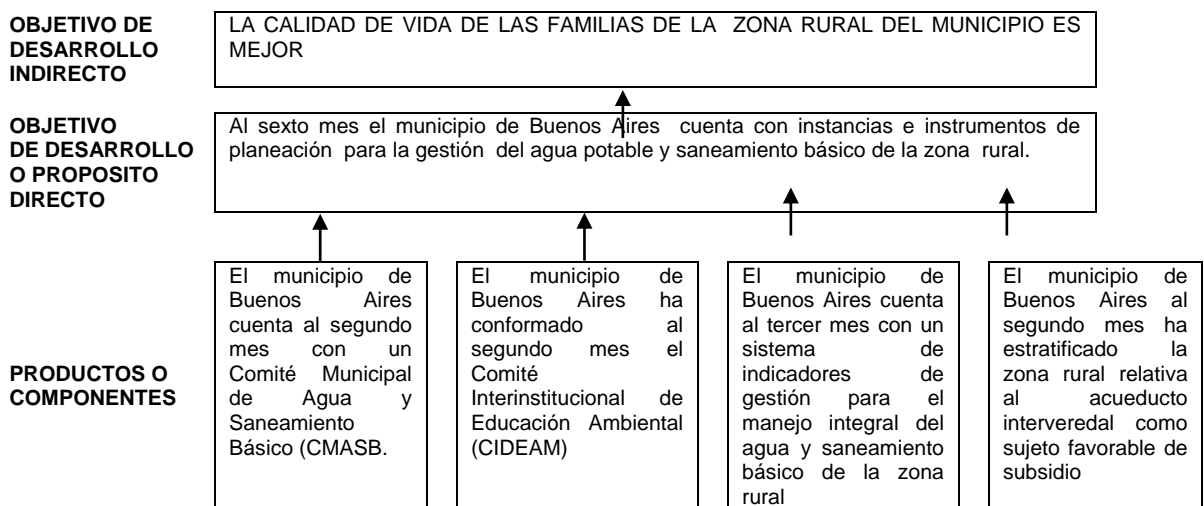 OBJETIVO DE
DESARROLLO
INDIRECTO
LA CALIDAD DE VIDA DE LAS FAMILIAS DE LA ZONA RURAL DEL MUNICIPIO ES
MEJOR
OBJETIVO
DE DESARROLLO
O PROPOSITO
DIRECTO
Al sexto mes el municipio de Buenos Aires cuenta con instancias e instrumentos de
planeación para la gestión del agua potable y saneamiento básico de la zona rural.
PRODUCTOS O
COMPONENTES
El municipio de
Buenos Aires
cuenta al segundo
mes con un
Comité Municipal
de Agua y
Saneamiento
Básico (CMASB.
El municipio de
Buenos Aires ha
conformado al
segundo mes el
Comité
Interinstitucional de
Educación Ambiental
(CIDEAM)
El municipio de
Buenos Aires cuenta
al tercer mes con un
sistema de
indicadores de
gestión para el
manejo integral del
agua y saneamiento
básico de la zona
rural
El municipio de
Buenos Aires al
segundo mes ha
estratificado la
zona rural relativa
al acueducto
interveredal como
sujeto favorable de
subsidio